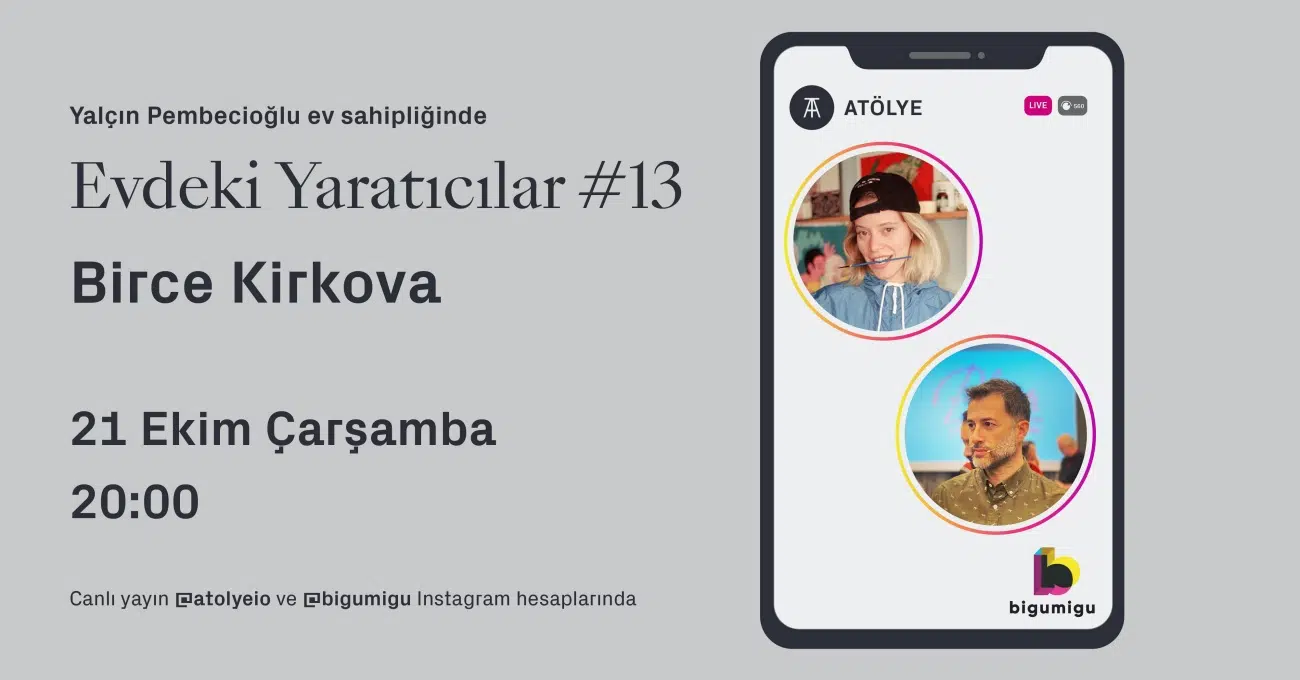 Yalçın Pembecioğlu ev sahipliğinde
Evdeki Yaratıcılar #13
Birce Kirkova
21 Ekim Çarşamba
20:00
Canlı yayın @atolyeio ve @bigumigu Instagram hesaplarında
ATÖLYE
LIVE
560
bigumigu